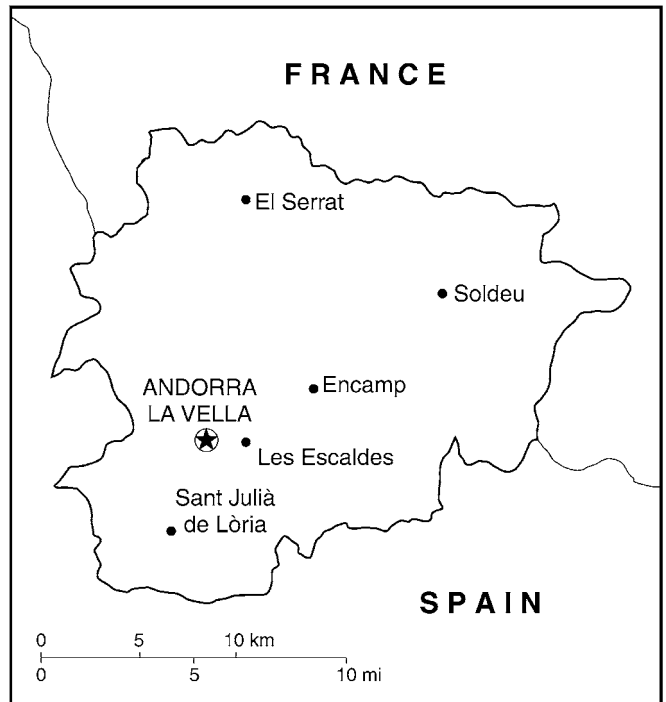 FRANCE
El Serrat
Soldeu
Encamp
ANDORRA
LA VELLA
Les Escaldes
Sant Julià
de Lòria
SPAIN
0 5 10 km
0 5 10 mi